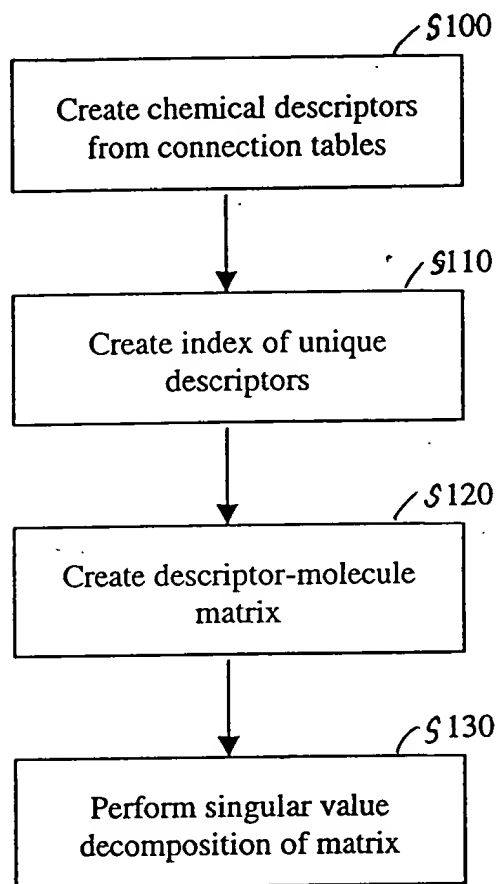 S100
Create chemical descriptors
from connection tables
S110
Create index of unique
descriptors
S120
Create descriptor-molecule
matrix
S130
Perform singular value
decomposition of matrix